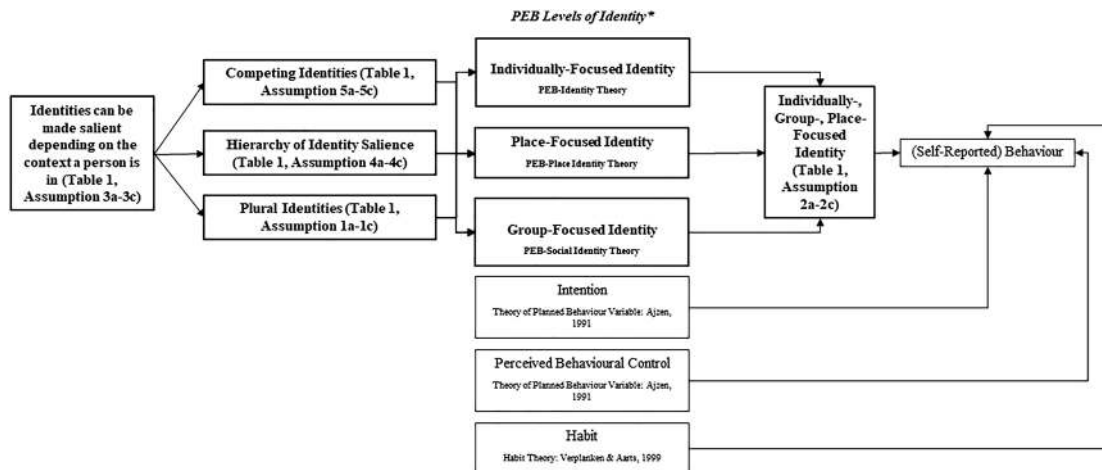 PEB Levels of Identity*
Identities can be
made salient
depending on the
context a person is
in (Table 1,
Assumption 3a-3c)
Competing Identities (Table 1,
Assumption 5a-5c)
Hierarchy of Identity Salience
(Table 1, Assumption 4a-4c)
Plural Identities (Table 1,
Assumption 1a-1c)
Individually-Focused Identity
PEB-Identity Theory
Place-Focused Identity
PEB-Place Identity Theory
Group-Focused Identity
PEB-Social Identity Theory
Intention
Theory of Planned Behaviour Variable: Ajzen,
1991
Perceived Behavioural Control
Theory of Planned Behaviour Variable: Ajzen,
1991
Habit
Habit Theory: Verplanken & Aarts, 1999
Individually-,
Group-, Place-
Focused
Identity
(Table 1,
Assumption
2a-2c)
(Self-Reported) Behaviour